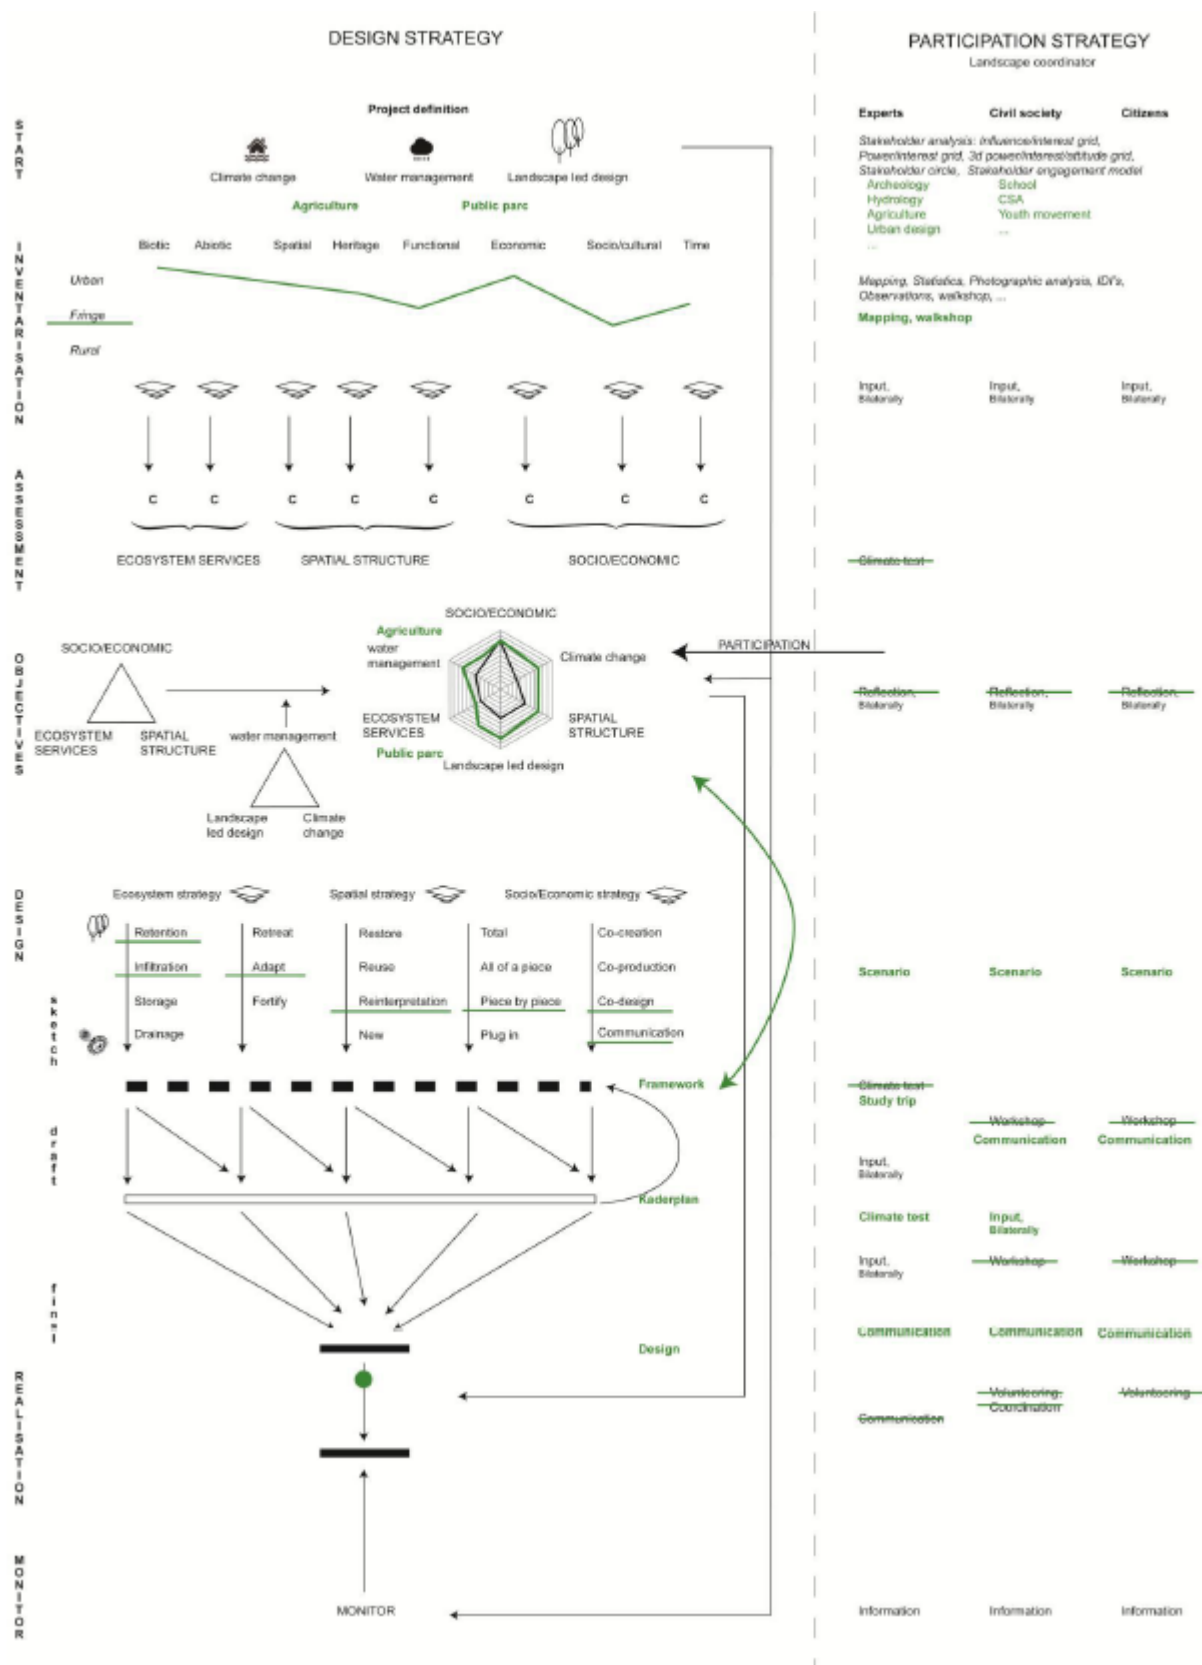 DESIGN STRATEGY
PARTICIPATION STRATEGY
Landscape coordinator
START
Project definition
Climate change
Water management
Landscape led design
Agriculture
Public parc
Experts
Civil society
Citizens
Stakeholder analysis: Influence/interest grid,
Power/interest grid, 3d power/interest/attitude grid,
Stakeholder circle, Stakeholder engagement model
Archeology
School
Hydrology
CSA
Agriculture
Youth movement
Urban design
...
...
INVENTARISATION
Biotic
Abiotic
Spatial
Heritage
Functional
Economic
Socio/cultural
Time
Urban
Fringe
Rural
Mapping, Statistics, Photographic analysis, IDI's,
Observations, walkshop, ...
Mapping, walkshop
Input,
Bilaterally
Input,
Bilaterally
Input,
Bilaterally
ASSESSMENT
C
C
C
C
C
C
C
C
ECOSYSTEM SERVICES
SPATIAL STRUCTURE
SOCIO/ECONOMIC
Climate test
OBJECTIVES
SOCIO/ECONOMIC
ECOSYSTEM
SERVICES
SPATIAL
STRUCTURE
water management
Landscape
led design
Climate
change
SOCIO/ECONOMIC
Agriculture
water
management
Climate change
ECOSYSTEM
SERVICES
SPATIAL
STRUCTURE
Public parc
Landscape led design
PARTICIPATION
Reflection,
Bilaterally
Reflection,
Bilaterally
Reflection,
Bilaterally
DESIGN
Ecosystem strategy
Spatial strategy
Socio/Economic strategy
Retention
Retreat
Restore
Total
Co-creation
Infiltration
Adapt
Reuse
All of a piece
Co-production
Storage
Fortify
Reinterpretation
Piece by piece
Co-design
Drainage
New
Plug in
Communication
Scenario
Scenario
Scenario
sketch
Framework
Climate test
Study trip
Workshop
Workshop
Communication
Communication
draft
Input,
Bilaterally
Kaderplan
Climate test
Input,
Bilaterally
Input,
Bilaterally
Workshop
Workshop
final
Communication
Communication
Communication
Design
REALISATION
Volunteering,
Coordination
Volunteering
Communication
MONITOR
MONITOR
Information
Information
Information